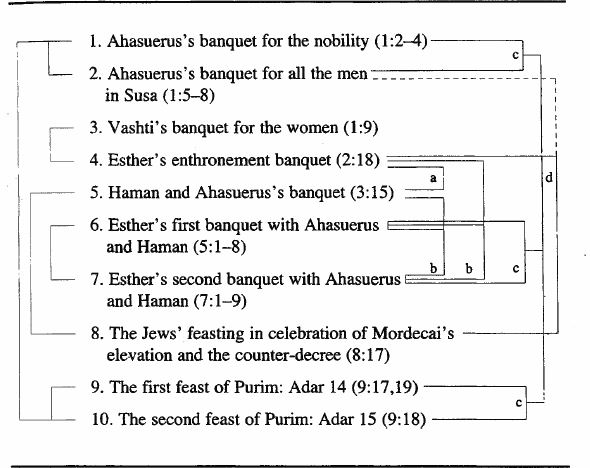 1. Ahasuerus's banquet for the nobility (1:2–4)
c
2. Ahasuerus's banquet for all the men
in Susa (1:5–8)
3. Vashti's banquet for the women (1:9)
4. Esther's enthronement banquet (2:18)
a
d
5. Haman and Ahasuerus's banquet (3:15)
6. Esther's first banquet with Ahasuerus
and Haman (5:1–8)
b b c
7. Esther's second banquet with Ahasuerus
and Haman (7:1–9)
8. The Jews' feasting in celebration of Mordecai's
elevation and the counter-decree (8:17)
9. The first feast of Purim: Adar 14 (9:17,19)
c
10. The second feast of Purim: Adar 15 (9:18)